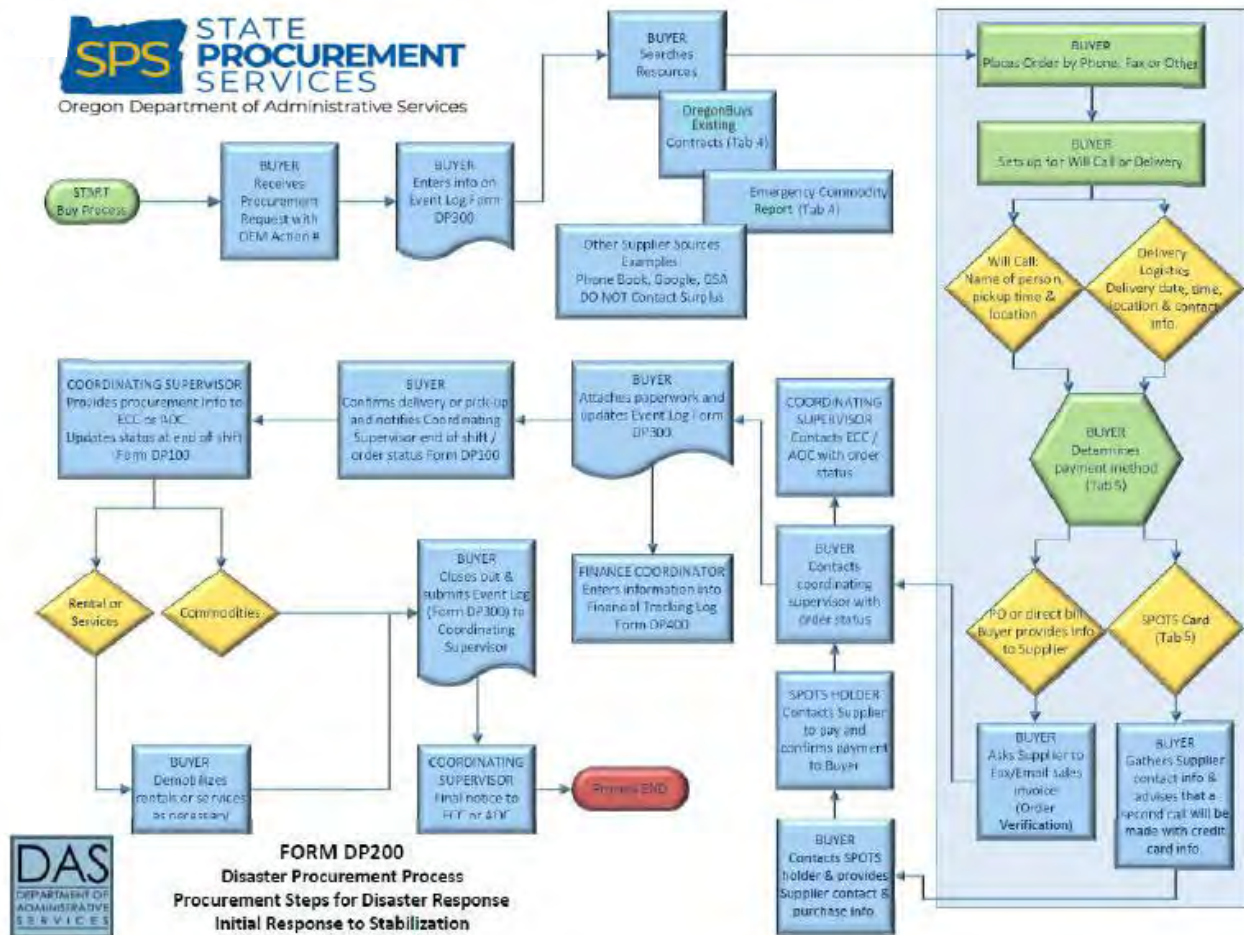 SPS
STATE
PROCUREMENT
SERVICES
Oregon Department of Administrative Services
START
Buy Process
BUYER
Receives
Procurement
Request with
OEM Action #
BUYER
Enters info on
Event Log Form
DP300
BUYER
Searches
Resources
OregonBuys
Existing
Contracts (Tab 4)
Emergency Commodity
Report (Tab 4)
Other Supplier Sources
Examples
Phone Book, Google, GSA
DO NOT Contact Surplus
BUYER
Places Order by Phone, Fax or Other
BUYER
Sets up for Will Call or Delivery
Will Call:
Name of person,
pickup time &
location
Delivery
Logistics
Delivery date, time,
location & contact
info.
BUYER
Determines
payment method
(Tab 5)
PO or direct bill
Buyer provides info
to Supplier
SPOTS Card
(Tab 5)
BUYER
Asks Supplier to
Fax/Email sales
invoice
(Order
Verification)
BUYER
Gathers Supplier
contact info &
advises that a
second call will be
made with credit
card info.
BUYER
Contacts SPOTS
holder & provides
Supplier contact &
purchase info
SPOTS HOLDER
Contacts Supplier
to pay and
confirms payment
to Buyer
BUYER
Contacts
coordinating
supervisor with
order status
COORDINATING
SUPERVISOR
Contacts ECC /
AOC with order
status
BUYER
Attaches paperwork and
updates Event Log Form
DP300
FINANCE COORDINATOR
Enters information into
Financial Tracking Log
Form DP400
BUYER
Confirms delivery or pick-up
and notifies Coordinating
Supervisor end of shift /
order status Form DP100
COORDINATING SUPERVISOR
Provides procurement info to
ECC or AOC.
Updates status at end of shift
Form DP100
Rental or
Services
Commodities
BUYER
Demobilizes
rentals or services
as necessary
BUYER
Closes out &
submits Event Log
(Form DP300) to
Coordinating
Supervisor
COORDINATING
SUPERVISOR
Final notice to
ECC or AOC
Process END
DAS
DEPARTMENT OF
ADMINISTRATIVE
SERVICES
FORM DP200
Disaster Procurement Process
Procurement Steps for Disaster Response
Initial Response to Stabilization